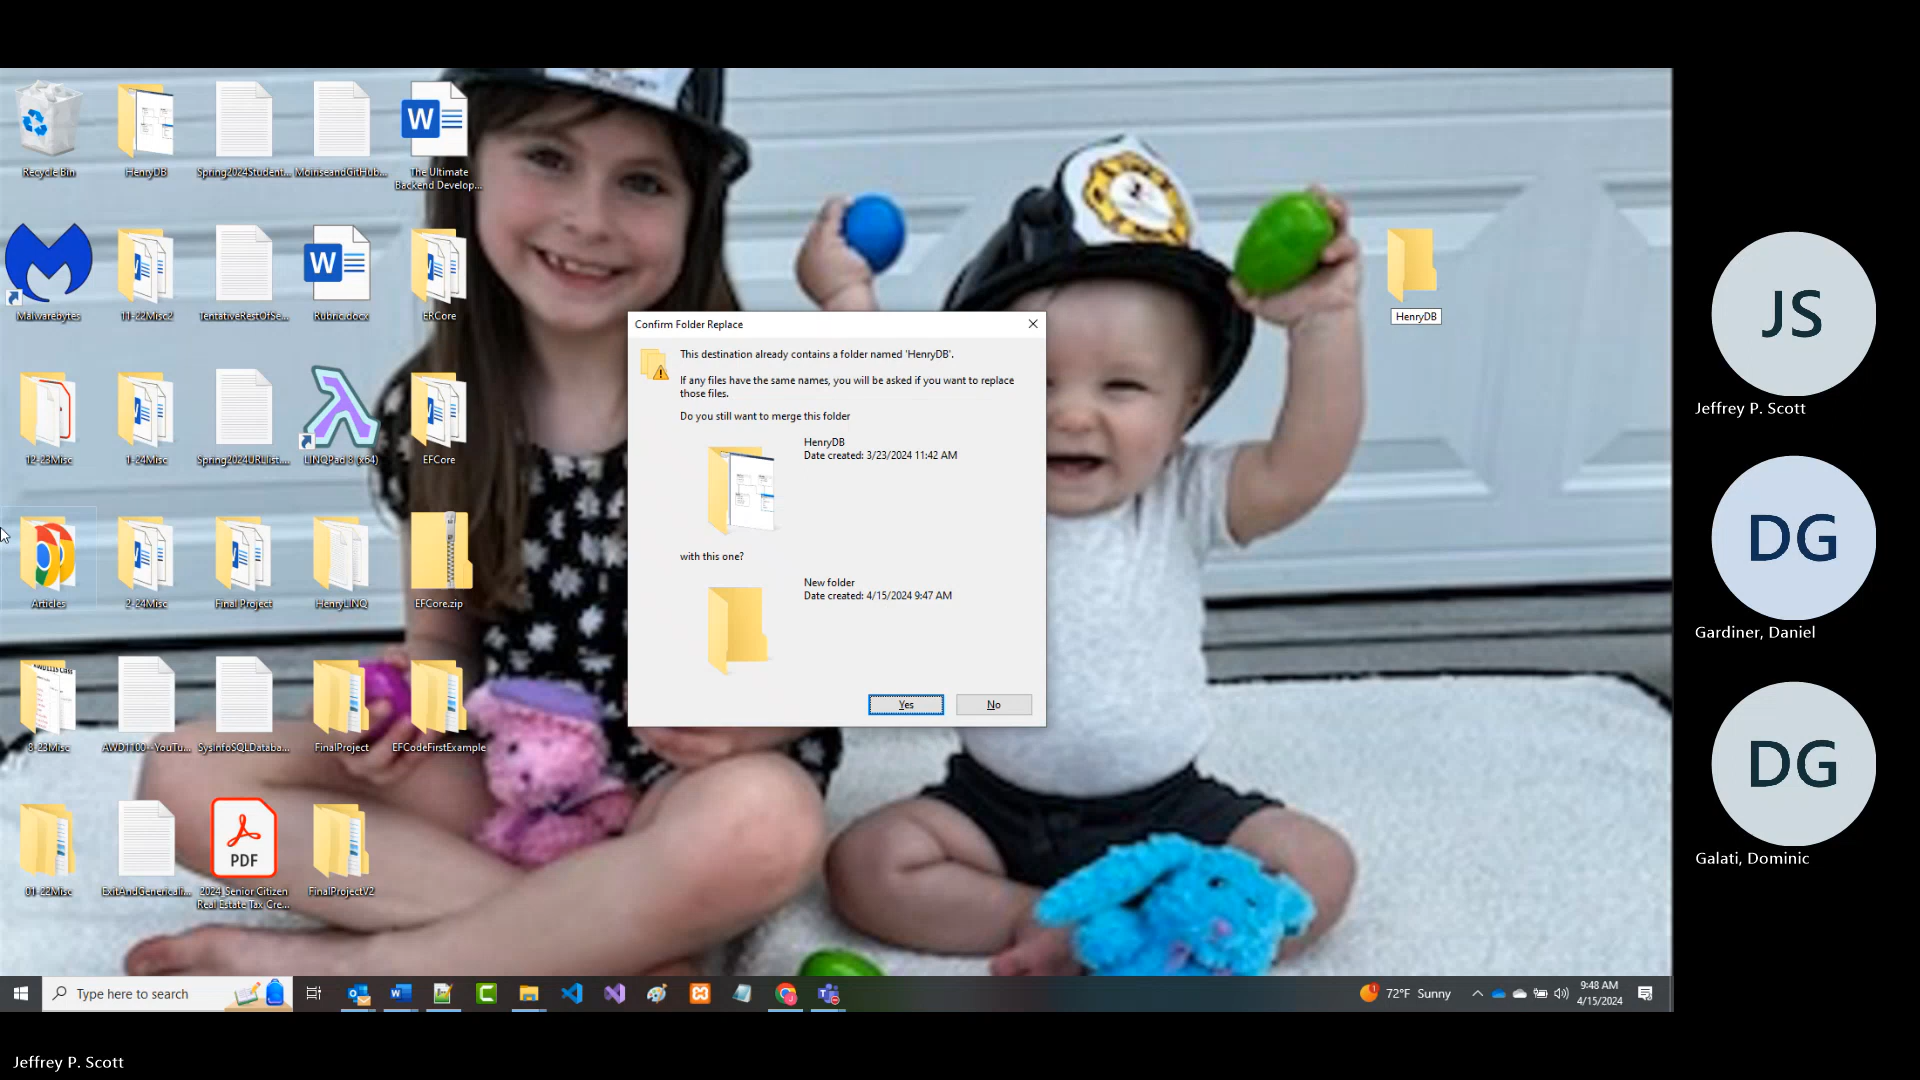 Recycle Bin
HenryDB
Spring2024Student...
MoinseandGitHub...
The Ultimate
Backend Develop...
Malwarebytes
11-22Misc2
TentativeRestOfSe...
Rubric.docx
ERCore
HenryDB
12-23Misc
1-24Misc
Spring2024URLlist....
LINQPad 8 (x64)
EFCore
Articles
2-24Misc
Final Project
HenryLINQ
EFCore.zip
8-23Misc
AWD1100--YouTu...
SysInfoSQLDataba...
FinalProject
EFCodeFirstExample
01-22Misc
ExitAndGenericali...
PDF
2024 Senior Citizen
Real Estate Tax Cre...
FinalProjectV2
Confirm Folder Replace
This destination already contains a folder named 'HenryDB'.
If any files have the same names, you will be asked if you want to replace
those files.
Do you still want to merge this folder
HenryDB
Date created: 3/23/2024 11:42 AM
with this one?
New folder
Date created: 4/15/2024 9:47 AM
Yes
No
JS
Jeffrey P. Scott
DG
Gardiner, Daniel
DG
Galati, Dominic
Type here to search
72°F Sunny
9:48 AM
4/15/2024
Jeffrey P. Scott